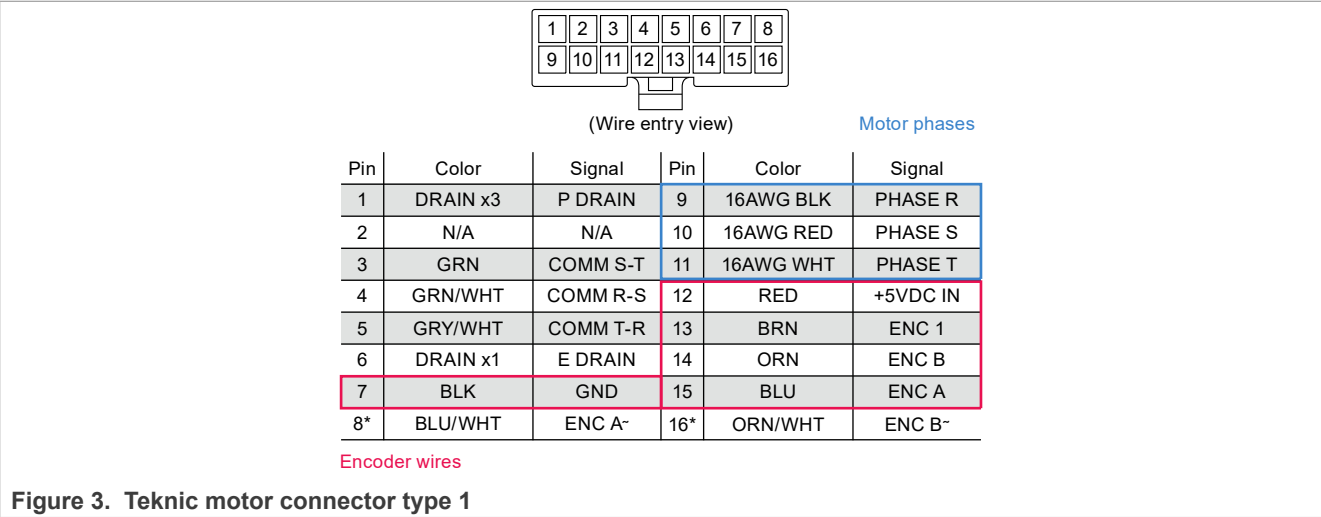 1 2 3 4 5 6 7 8
9 10 11 12 13 14 15 16
(Wire entry view)
Motor phases
Pin Color Signal Pin Color Signal
1 DRAIN x3 P DRAIN 9 16AWG BLK PHASE R
2 N/A N/A 10 16AWG RED PHASE S
3 GRN COMM S-T 11 16AWG WHT PHASE T
4 GRN/WHT COMM R-S 12 RED +5VDC IN
5 GRY/WHT COMM T-R 13 BRN ENC 1
6 DRAIN x1 E DRAIN 14 ORN ENC B
7 BLK GND 15 BLU ENC A
8* BLU/WHT ENC A~ 16* ORN/WHT ENC B~
Encoder wires
Figure 3. Teknic motor connector type 1